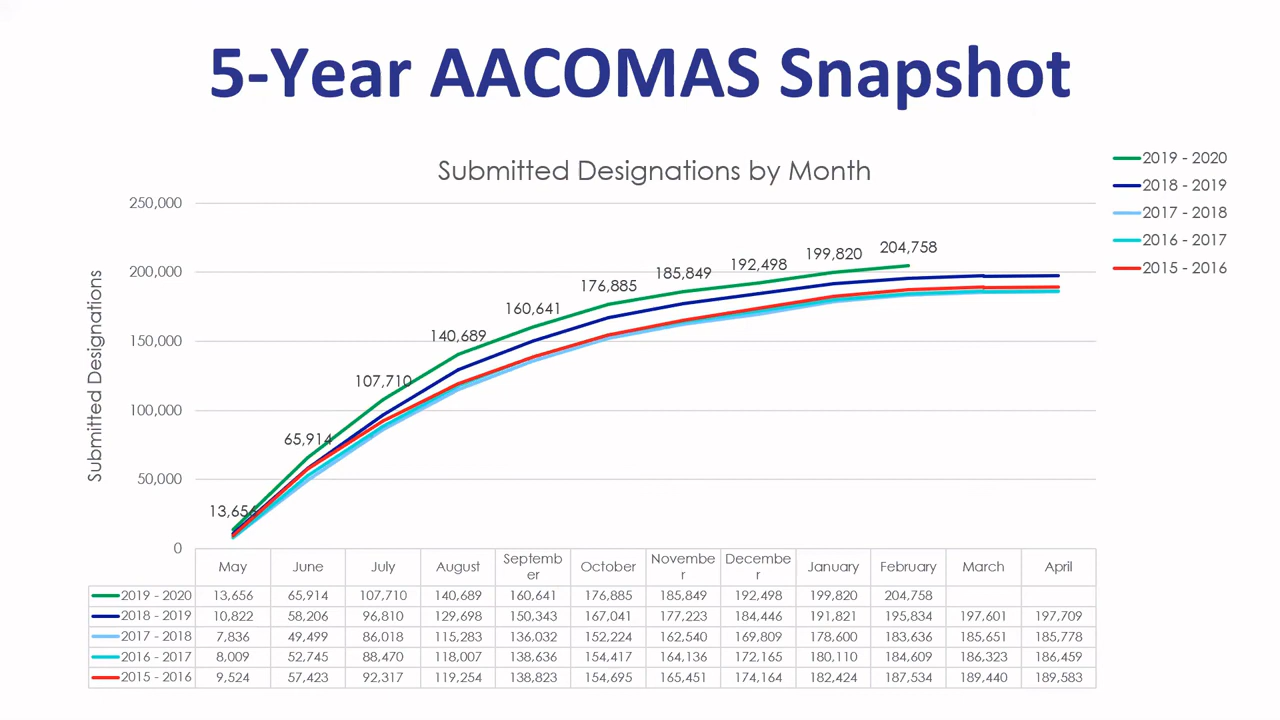 5-Year AACOMAS Snapshot
Submitted Designations by Month
2019 - 2020
2018 - 2019
2017 - 2018
2016 - 2017
2015 - 2016
Submitted Designations
250,000
200,000
150,000
100,000
50,000
0
13,656
65,914
107,710
140,689
160,641
176,885
185,849
192,498
199,820
204,758
May June July August Septemb er October Novembe r Decembe r January February March April
2019 - 2020 13,656 65,914 107,710 140,689 160,641 176,885 185,849 192,498 199,820 204,758
2018 - 2019 10,822 58,206 96,810 129,698 150,343 167,041 177,223 184,446 191,821 195,834 197,601 197,709
2017 - 2018 7,836 49,499 86,018 115,283 136,032 152,224 162,540 169,809 178,600 183,636 185,651 185,778
2016 - 2017 8,009 52,745 88,470 118,007 138,636 154,417 164,136 172,165 180,110 184,609 186,323 186,459
2015 - 2016 9,524 57,423 92,317 119,254 138,823 154,695 165,451 174,164 182,424 187,534 189,440 189,583